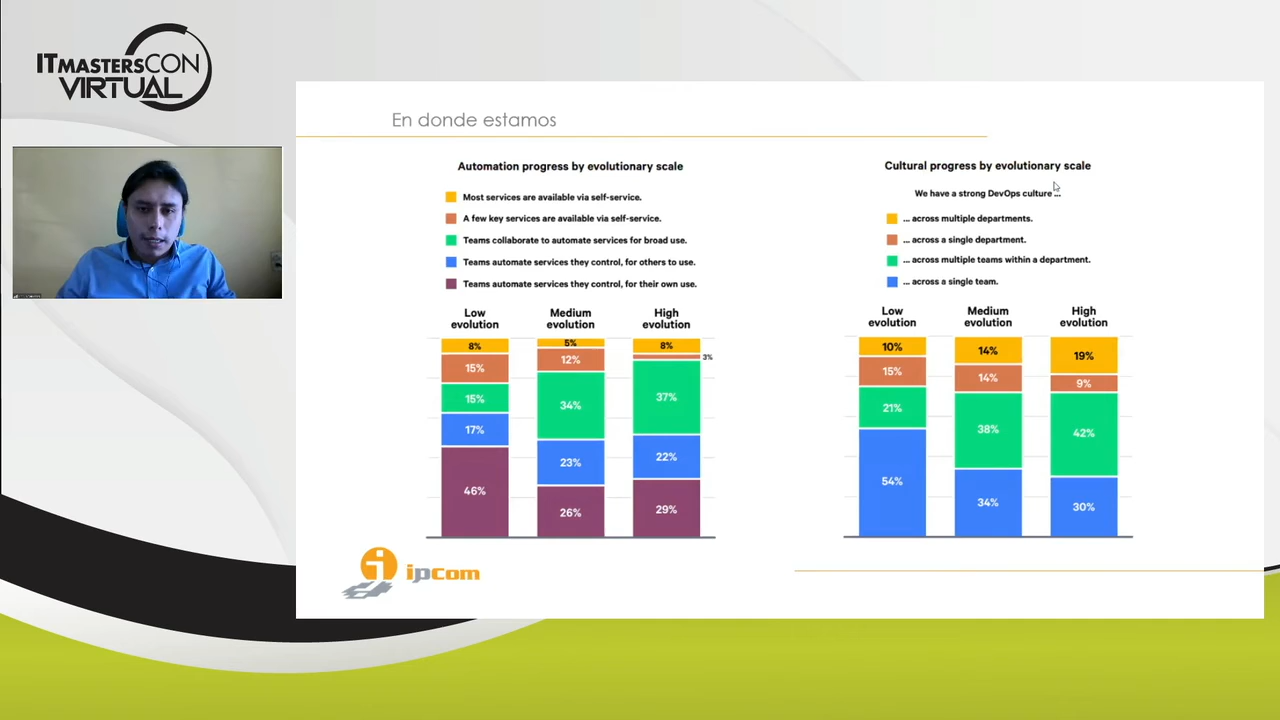 ITMASTERSCON
VIRTUAL
En donde estamos
Automation progress by evolutionary scale
Most services are available via self-service.
A few key services are available via self-service.
Teams collaborate to automate services for broad use.
Teams automate services they control, for others to use.
Teams automate services they control, for their own use.
Low
evolution
Medium
evolution
High
evolution
8%
15%
15%
17%
46%
5%
12%
34%
23%
26%
8%
3%
37%
22%
29%
Cultural progress by evolutionary scale
We have a strong DevOps culture ...
... across multiple departments.
... across a single department.
... across multiple teams within a department.
... across a single team.
Low
evolution
Medium
evolution
High
evolution
10%
15%
21%
54%
14%
14%
38%
34%
19%
9%
42%
30%
ipcom